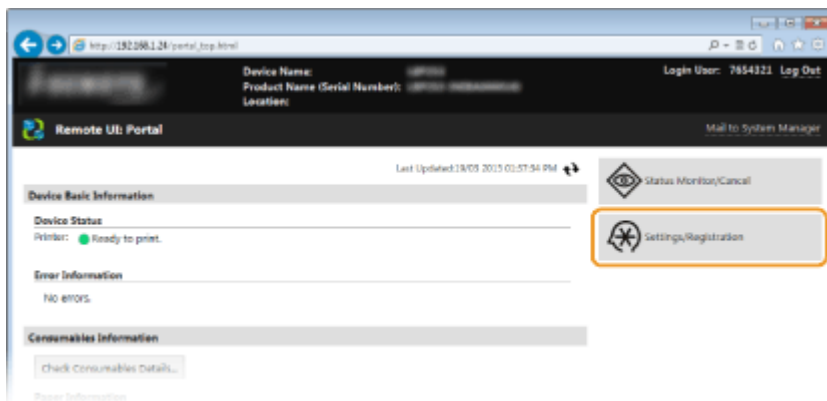 http://192.168.1.24/portal_top.html
Device Name:
Product Name (Serial Number):
Location:
Login User: 7654321 Log Out
Remote UI: Portal
Mail to System Manager
Last Updated:19/03 2015 01:57:54 PM
Status Monitor/Cancel
Device Basic Information
Device Status
Printer: Ready to print.
Settings/Registration
Error Information
No errors.
Consumables Information
Check Consumables Details...
Paper Information